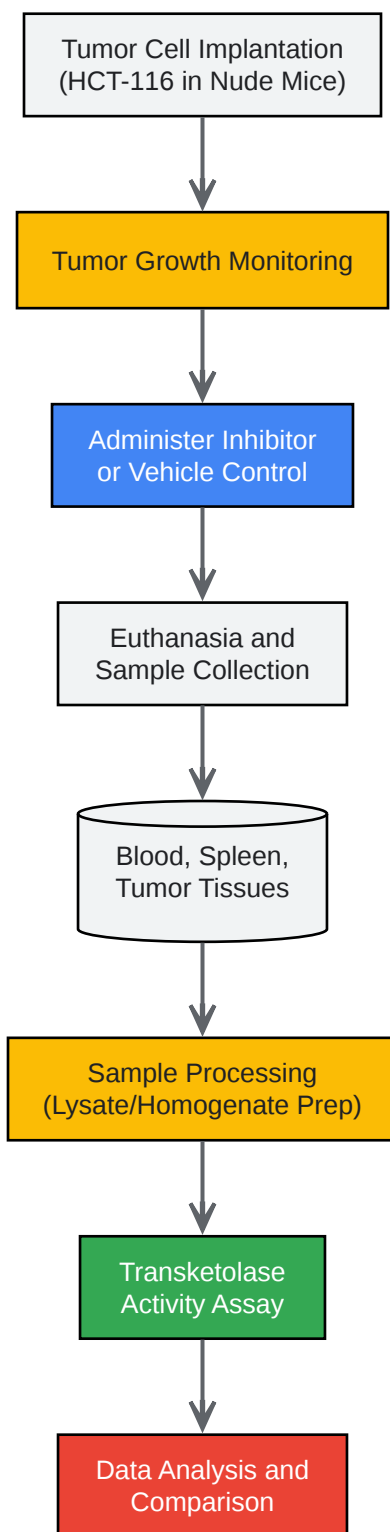 Tumor Cell Implantation
(HCT-116 in Nude Mice)
Tumor Growth Monitoring
Administer Inhibitor
or Vehicle Control
Euthanasia and
Sample Collection
Blood, Spleen,
Tumor Tissues
Sample Processing
(Lysate/Homogenate Prep)
Transketolase
Activity Assay
Data Analysis and
Comparison